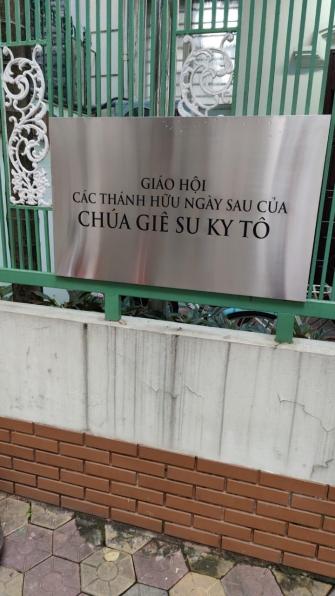 GIÁO HỘI
CÁC THÁNH HỮU NGÀY SAU CỦA
CHÚA GIÊ SU KY TÔ